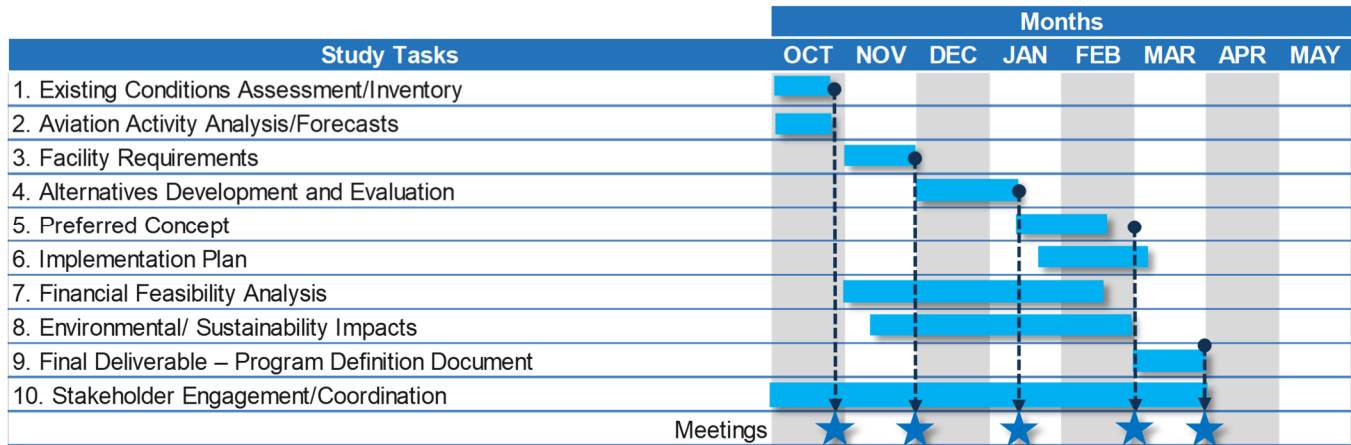 Months
Study Tasks OCT NOV DEC JAN FEB MAR APR MAY
1. Existing Conditions Assessment/Inventory
2. Aviation Activity Analysis/Forecasts
3. Facility Requirements
4. Alternatives Development and Evaluation
5. Preferred Concept
6. Implementation Plan
7. Financial Feasibility Analysis
8. Environmental/ Sustainability Impacts
9. Final Deliverable – Program Definition Document
10. Stakeholder Engagement/Coordination
Meetings